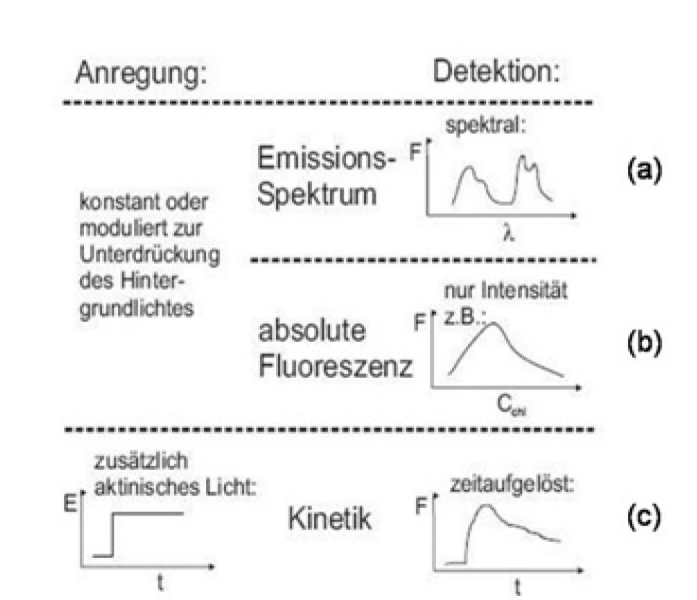 Anregung:
Detektion:
spektral:
Emissions-
Spektrum
F
λ
(a)
konstant oder
moduliert zur
Unterdrückung
des Hinter-
grundlichtes
nur Intensität
z.B.:
absolute
Fluoreszenz
F
C_chl
(b)
zusätzlich
aktinisches Licht:
E
t
Kinetik
zeitaufgelöst:
F
t
(c)